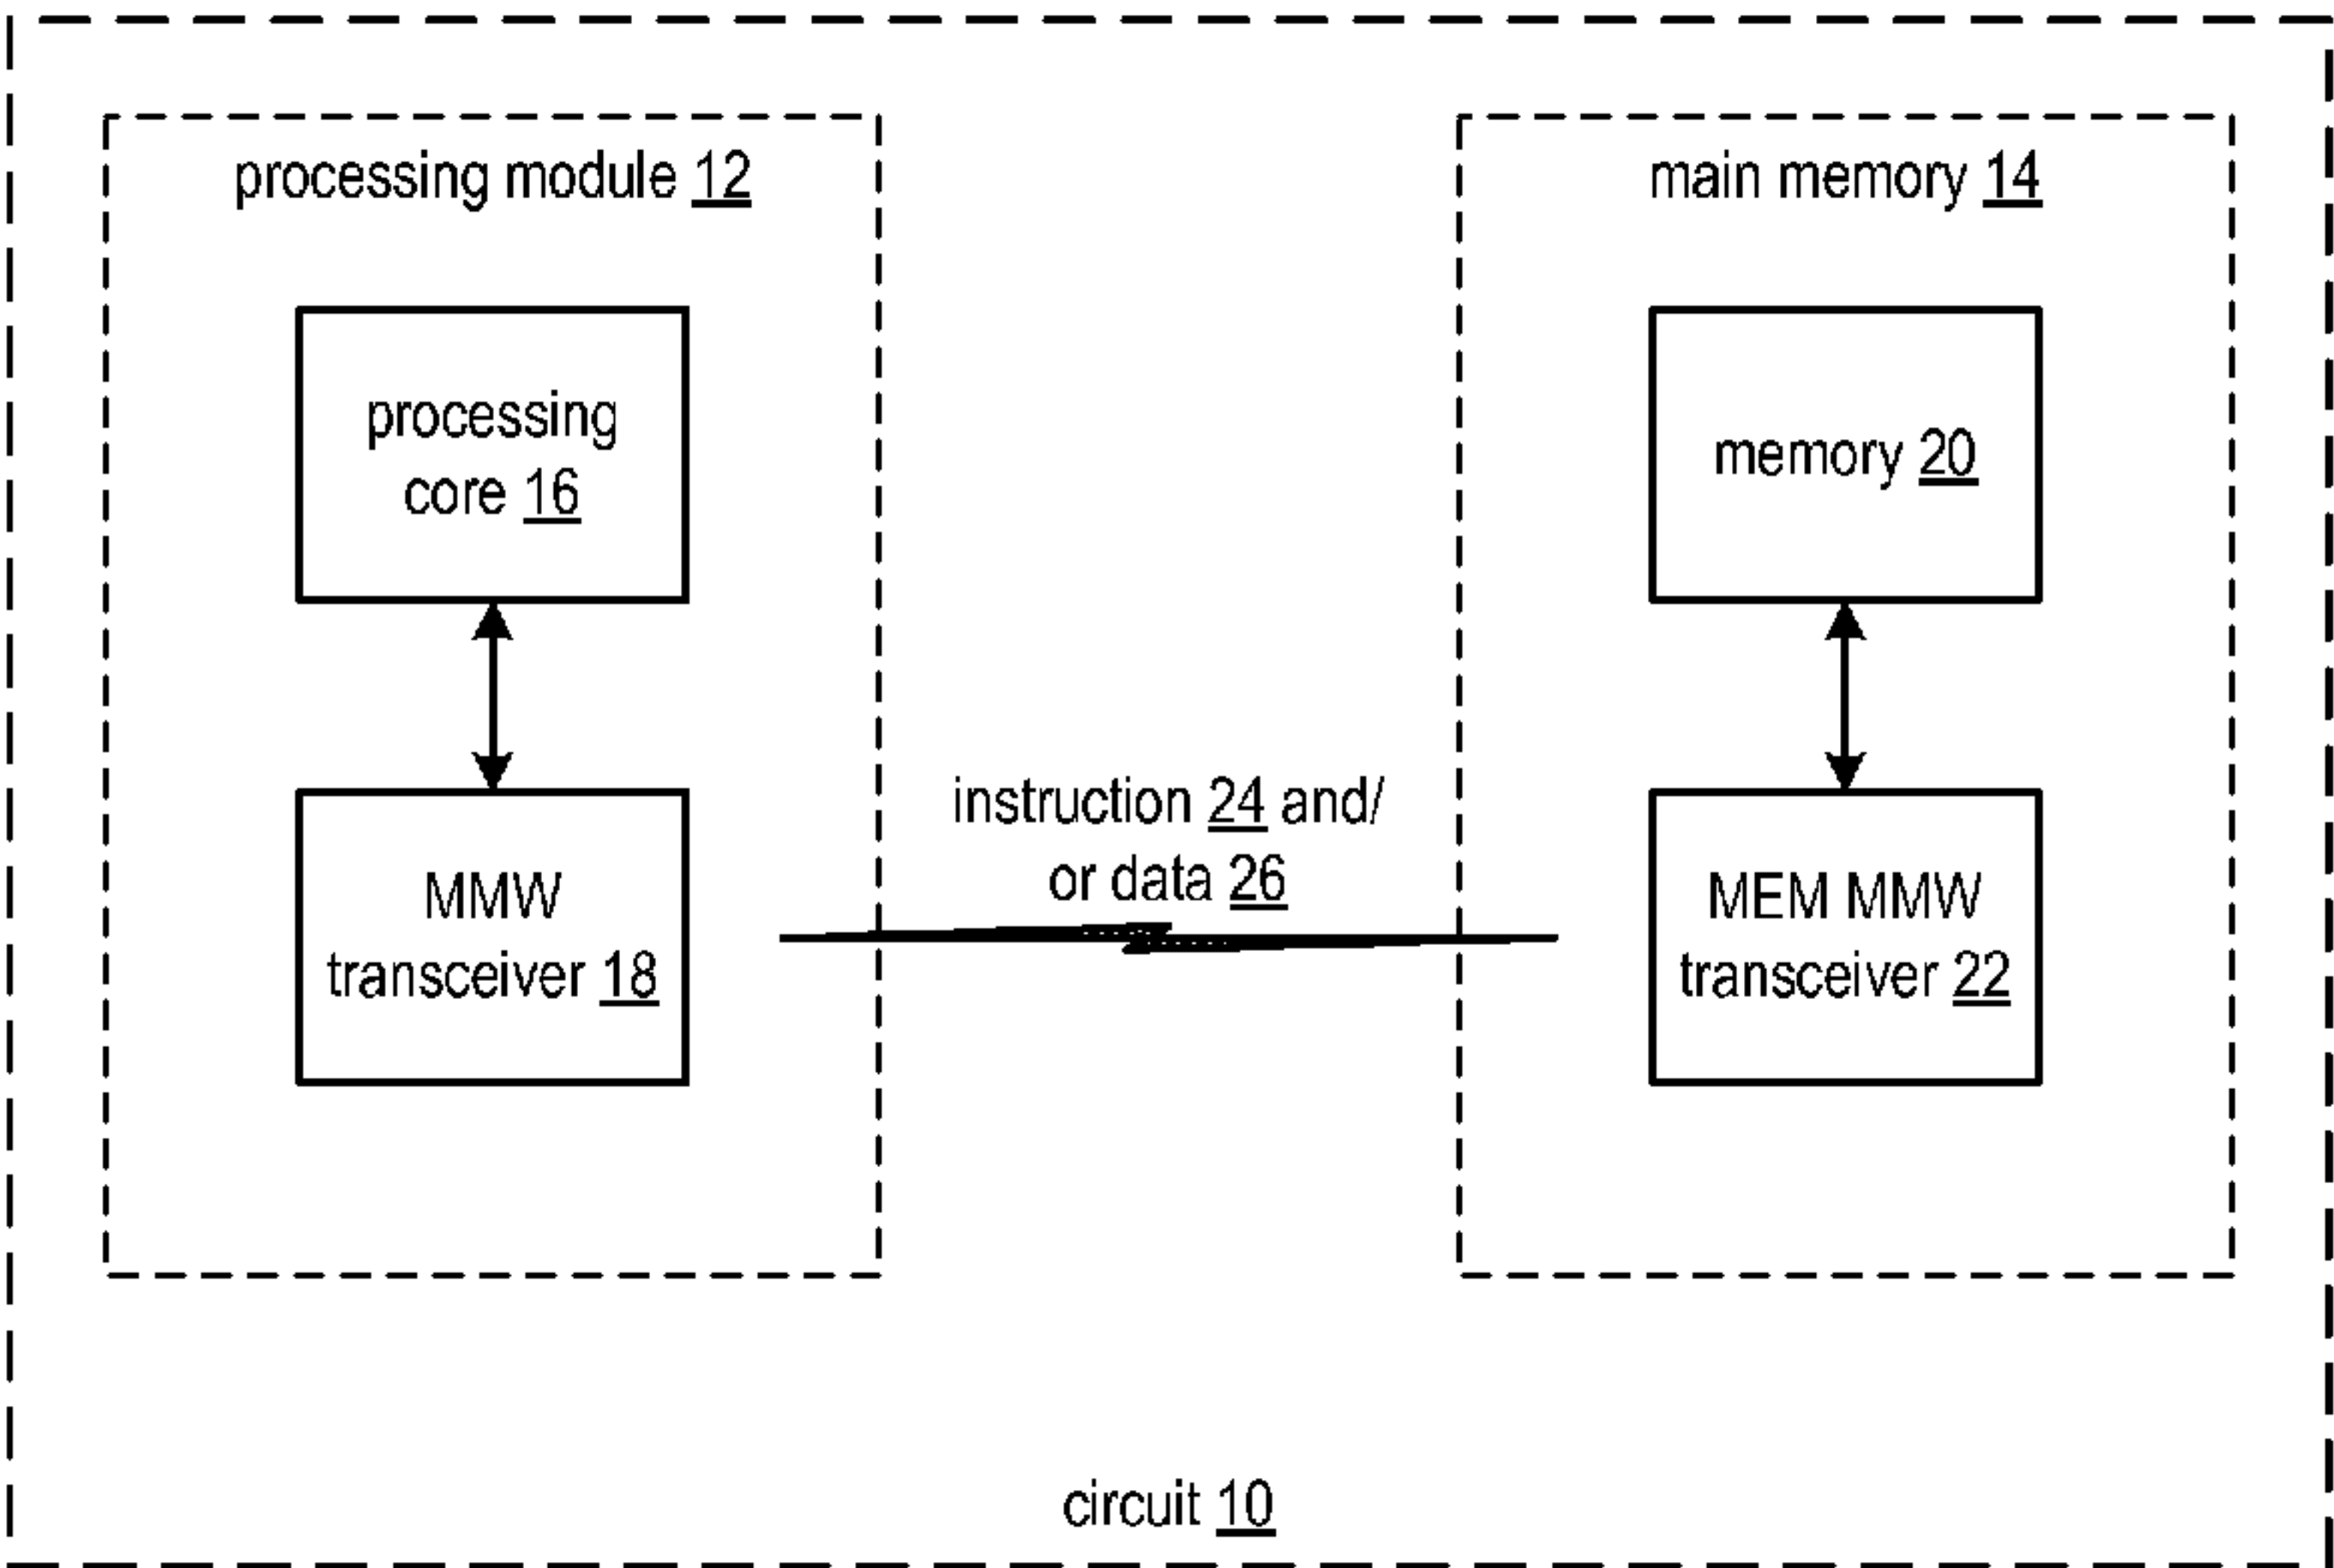 processing module 12
main memory 14
processing
core 16
memory 20
instruction 24 and/
or data 26
MMW
transceiver 18
MEM MMW
transceiver 22
circuit 10